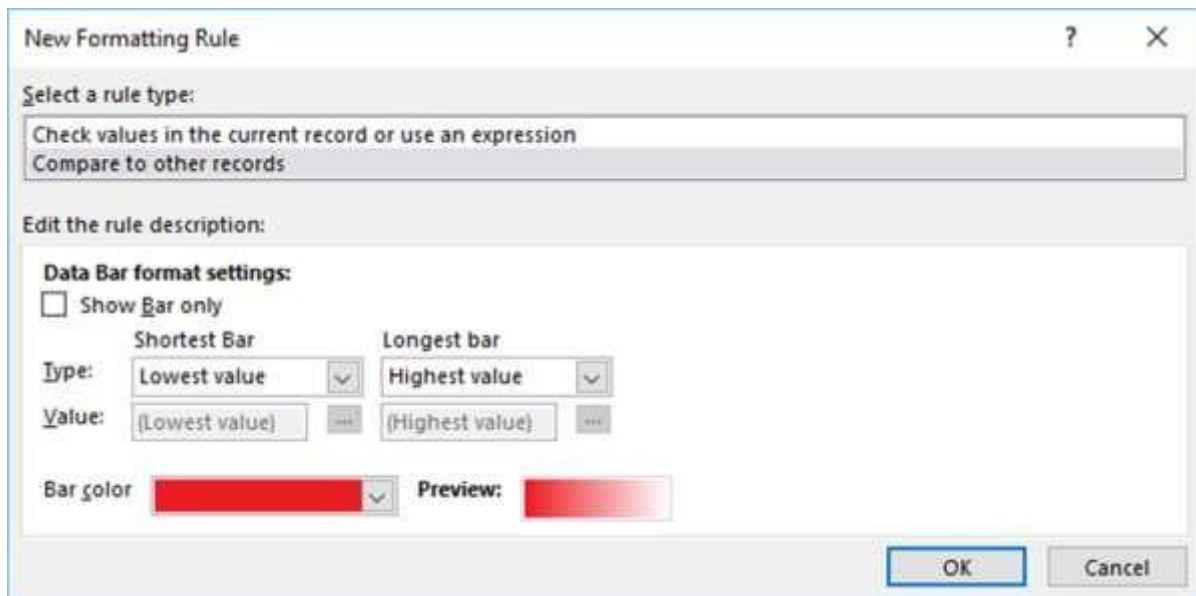 New Formatting Rule ?
Select a rule type:
Check values in the current record or use an expression
Compare to other records
Edit the rule description:
Data Bar format settings:
Show Bar only
Shortest Bar Longest bar
Type: Lowest value Highest value
Value: (Lowest value) ... (Highest value) ...
Bar color Preview:
OK Cancel